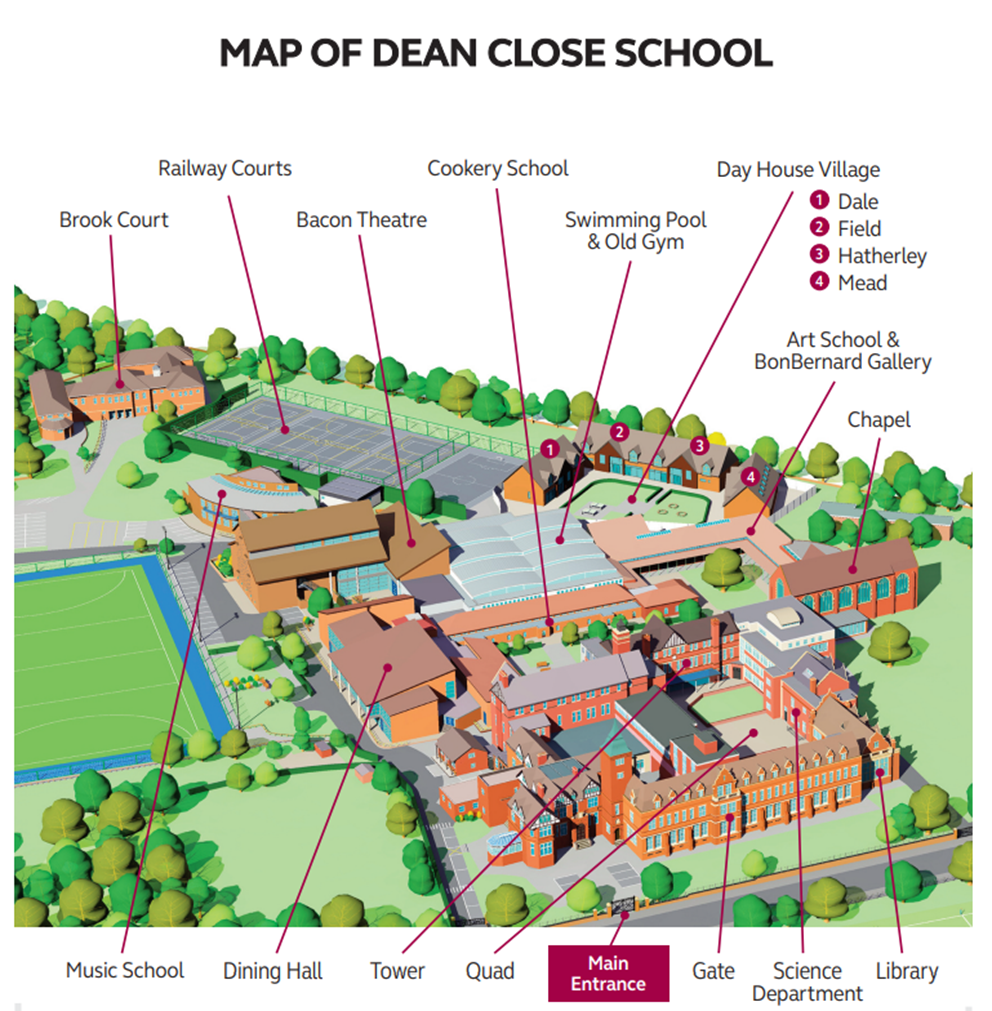 MAP OF DEAN CLOSE SCHOOL
Railway Courts
Cookery School
Day House Village
1 Dale
2 Field
3 Hatherley
4 Mead
Brook Court
Bacon Theatre
Swimming Pool
& Old Gym
Art School &
BonBernard Gallery
Chapel
1
2
3
4
Music School
Dining Hall
Tower
Quad
Main
Entrance
Gate
Science
Department
Library